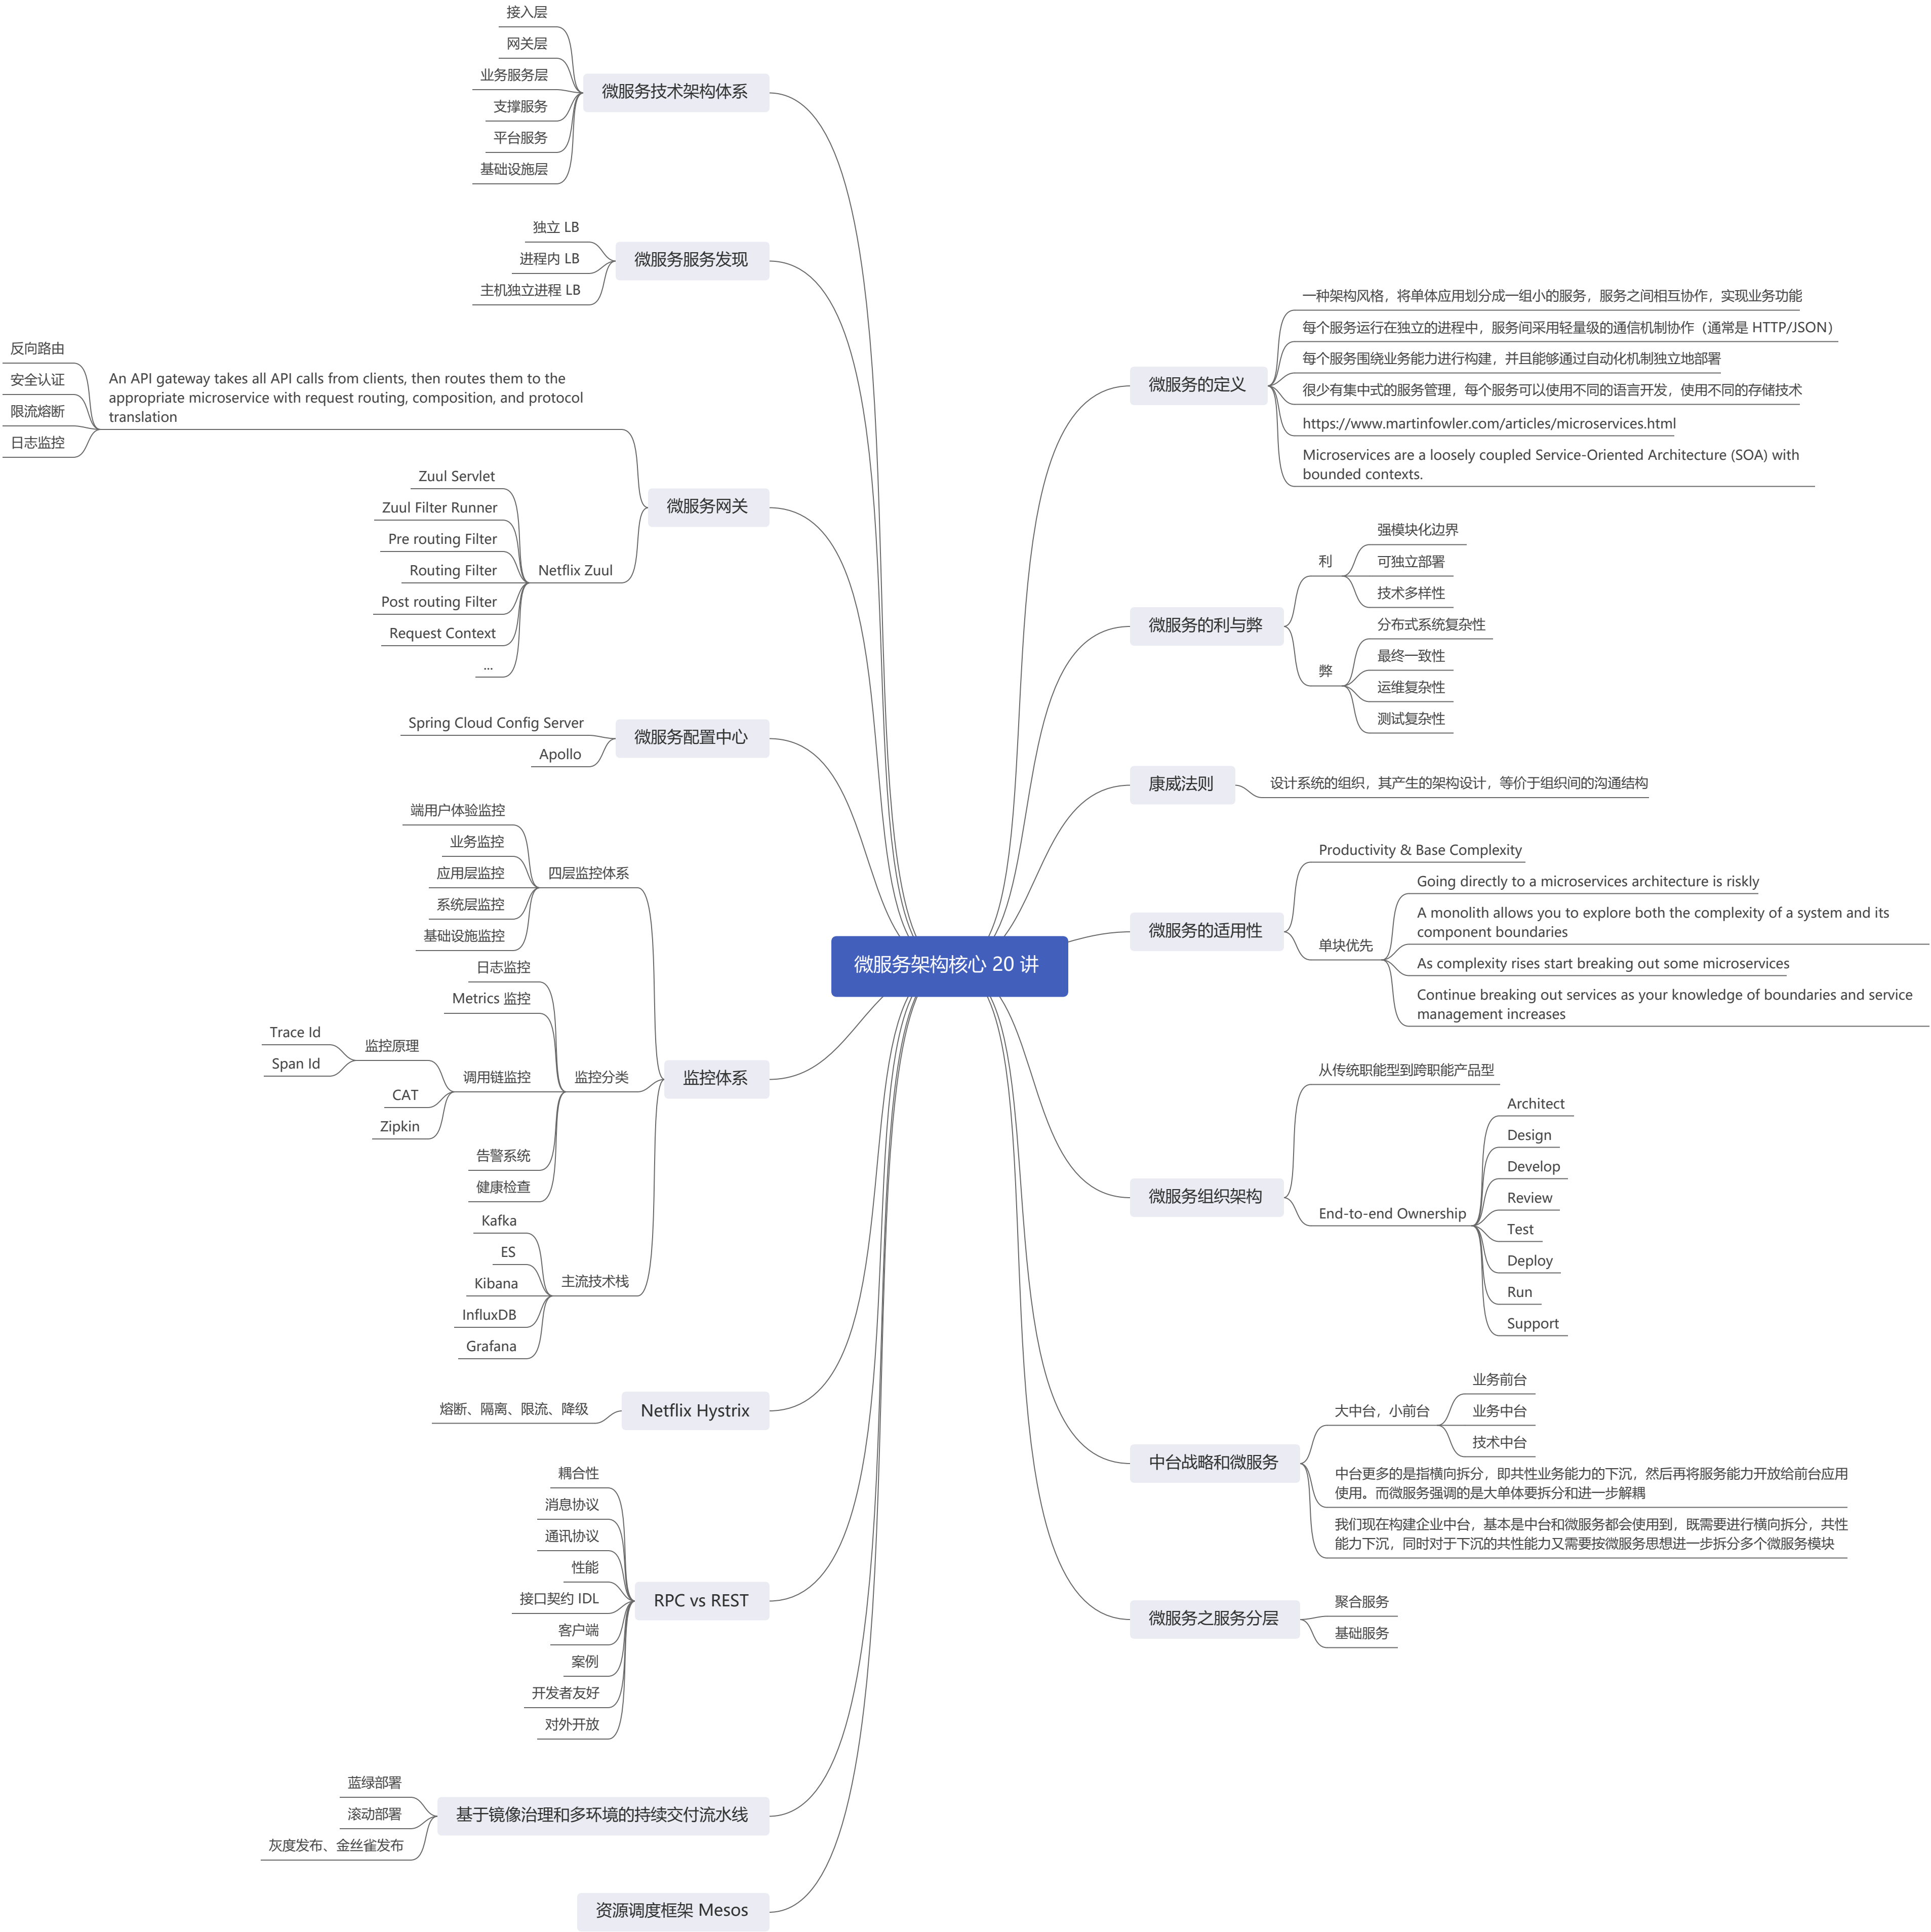 微服务架构核心 20 讲
微服务的定义
一种架构风格，将单体应用划分成一组小的服务，服务之间相互协作，实现业务功能
每个服务运行在独立的进程中，服务间采用轻量级的通信机制协作（通常是 HTTP/JSON）
每个服务围绕业务能力进行构建，并且能够通过自动化机制独立地部署
很少有集中式的服务管理，每个服务可以使用不同的语言开发，使用不同的存储技术
https://www.martinfowler.com/articles/microservices.html
Microservices are a loosely coupled Service-Oriented Architecture (SOA) with
bounded contexts.
微服务的利与弊
利
强模块化边界
可独立部署
技术多样性
弊
分布式系统复杂性
最终一致性
运维复杂性
测试复杂性
康威法则
设计系统的组织，其产生的架构设计，等价于组织间的沟通结构
微服务的适用性
Productivity & Base Complexity
单块优先
Going directly to a microservices architecture is riskly
A monolith allows you to explore both the complexity of a system and its
component boundaries
As complexity rises start breaking out some microservices
Continue breaking out services as your knowledge of boundaries and service
management increases
微服务组织架构
从传统职能型到跨职能产品型
End-to-end Ownership
Architect
Design
Develop
Review
Test
Deploy
Run
Support
中台战略和微服务
大中台，小前台
业务前台
业务中台
技术中台
中台更多的是指横向拆分，即共性业务能力的下沉，然后再将服务能力开放给前台应用
使用。而微服务强调的是大单体要拆分和进一步解耦
我们现在构建企业中台，基本是中台和微服务都会使用到，既需要进行横向拆分，共性
能力下沉，同时对于下沉的共性能力又需要按微服务思想进一步拆分多个微服务模块
微服务之服务分层
聚合服务
基础服务
微服务技术架构体系
接入层
网关层
业务服务层
支撑服务
平台服务
基础设施层
微服务服务发现
独立 LB
进程内 LB
主机独立进程 LB
微服务网关
An API gateway takes all API calls from clients, then routes them to the
appropriate microservice with request routing, composition, and protocol
translation
反向路由
安全认证
限流熔断
日志监控
Netflix Zuul
Zuul Servlet
Zuul Filter Runner
Pre routing Filter
Routing Filter
Post routing Filter
Request Context
...
微服务配置中心
Spring Cloud Config Server
Apollo
监控体系
四层监控体系
端用户体验监控
业务监控
应用层监控
系统层监控
基础设施监控
监控分类
日志监控
Metrics 监控
调用链监控
监控原理
Trace Id
Span Id
CAT
Zipkin
告警系统
健康检查
主流技术栈
Kafka
ES
Kibana
InfluxDB
Grafana
Netflix Hystrix
熔断、隔离、限流、降级
RPC vs REST
耦合性
消息协议
通讯协议
性能
接口契约 IDL
客户端
案例
开发者友好
对外开放
基于镜像治理和多环境的持续交付流水线
蓝绿部署
滚动部署
灰度发布、金丝雀发布
资源调度框架 Mesos